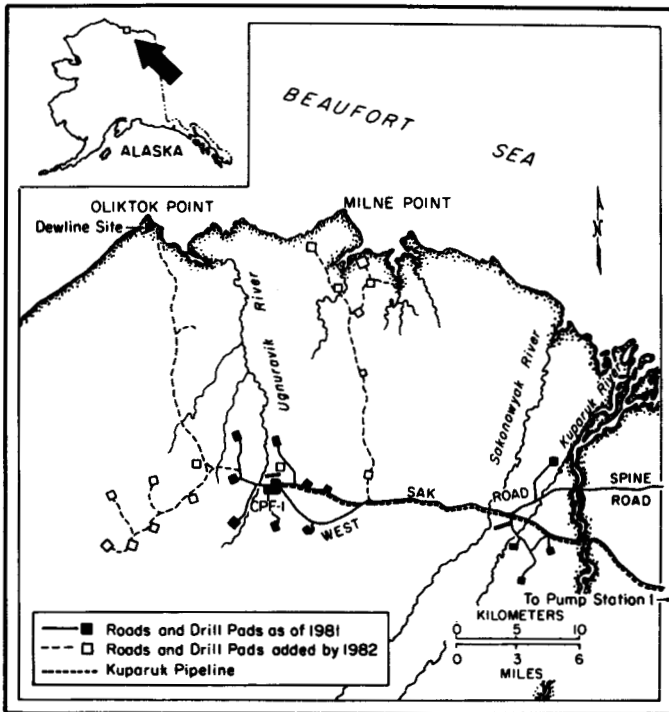 ALASKA
BEAUFORT
SEA
OLIKTOK POINT
MILNE POINT
Dewline Site
N
Ugnuravik River
Sakonowyak River
Kuparuk River
CPF-1
WEST SAK ROAD
SPINE ROAD
To Pump Station 1
Roads and Drill Pads as of 1981
Roads and Drill Pads added by 1982
Kuparuk Pipeline
KILOMETERS
0 5 10
0 3 6
MILES